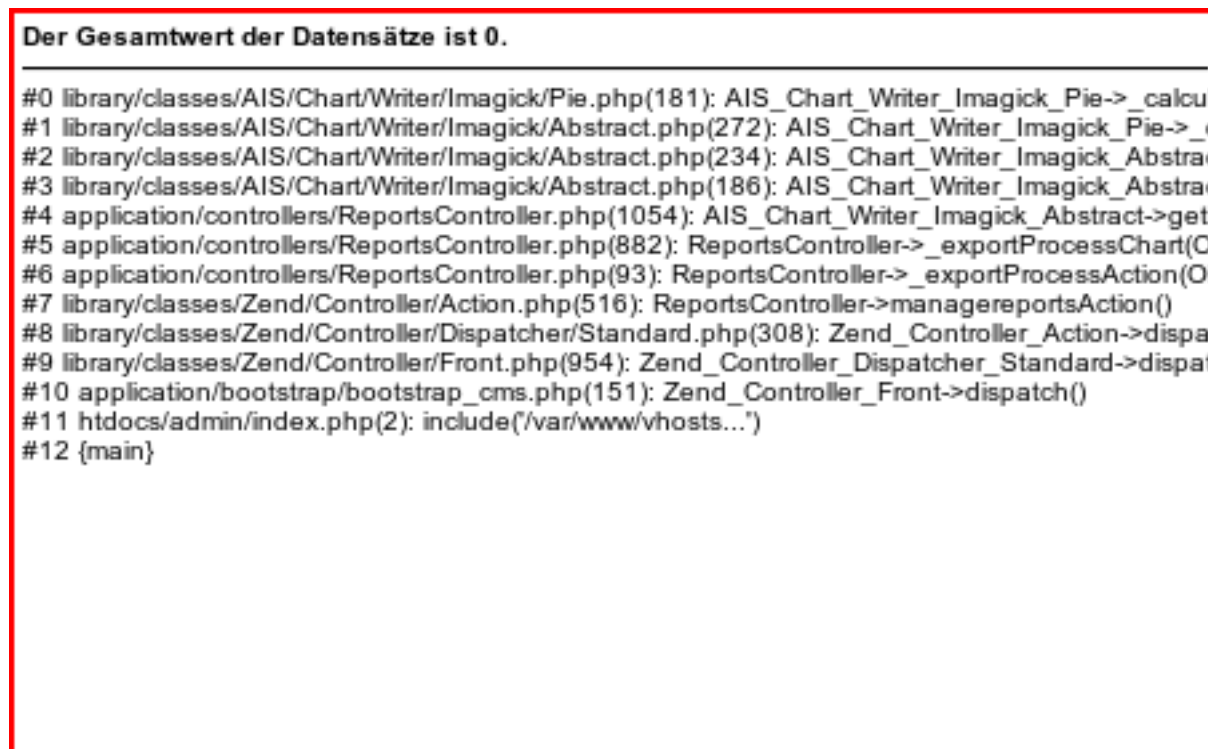 Der Gesamtwert der Datensätze ist 0.
#0 library/classes/AIS/Chart/Writer/Imagick/Pie.php(181): AIS_Chart_Writer_Imagick_Pie->_calcu
#1 library/classes/AIS/Chart/Writer/Imagick/Abstract.php(272): AIS_Chart_Writer_Imagick_Pie->_
#2 library/classes/AIS/Chart/Writer/Imagick/Abstract.php(234): AIS_Chart_Writer_Imagick_Abstra
#3 library/classes/AIS/Chart/Writer/Imagick/Abstract.php(186): AIS_Chart_Writer_Imagick_Abstra
#4 application/controllers/ReportsController.php(1054): AIS_Chart_Writer_Imagick_Abstract->get
#5 application/controllers/ReportsController.php(882): ReportsController->_exportProcessChart(O
#6 application/controllers/ReportsController.php(93): ReportsController->_exportProcessAction(O
#7 library/classes/Zend/Controller/Action.php(516): ReportsController->managereportsAction()
#8 library/classes/Zend/Controller/Dispatcher/Standard.php(308): Zend_Controller_Action->dispa
#9 library/classes/Zend/Controller/Front.php(954): Zend_Controller_Dispatcher_Standard->dispat
#10 application/bootstrap/bootstrap_cms.php(151): Zend_Controller_Front->dispatch()
#11 htdocs/admin/index.php(2): include('/var/www/vhosts...')
#12 {main}